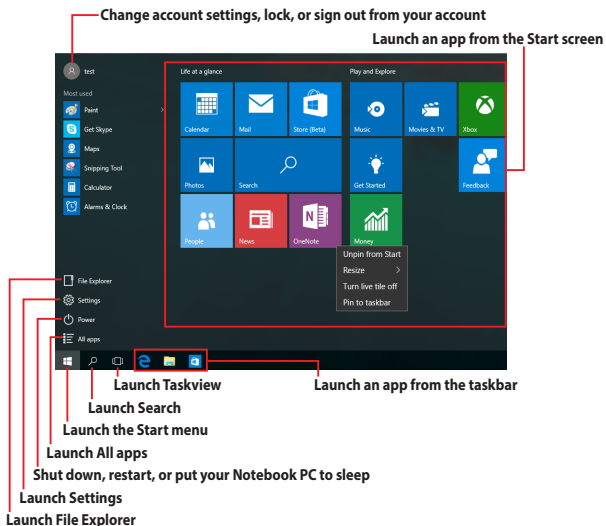 Change account settings, lock, or sign out from your account
Launch an app from the Start screen
test
Most used
Paint
Get Skype
Maps
Snipping Tool
Calculator
Alarms & Clock
File Explorer
Settings
Power
All apps
Life at a glance
Play and Explore
Calendar
Mail
Store (Beta)
Music
Movies & TV
Xbox
Photos
Search
Get Started
Feedback
People
News
N
OneNote
Money
Unpin from Start
Resize
Turn live tile off
Pin to taskbar
Launch Taskview
Launch an app from the taskbar
Launch Search
Launch the Start menu
Launch All apps
Shut down, restart, or put your Notebook PC to sleep
Launch Settings
Launch File Explorer